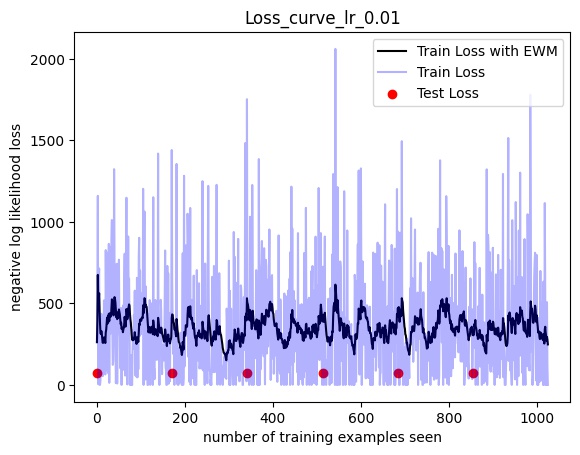 Loss_curve_lr_0.01
Train Loss with EWM
Train Loss
Test Loss
negative log likelihood loss
2000
1500
1000
500
0
0
200
400
600
800
1000
number of training examples seen